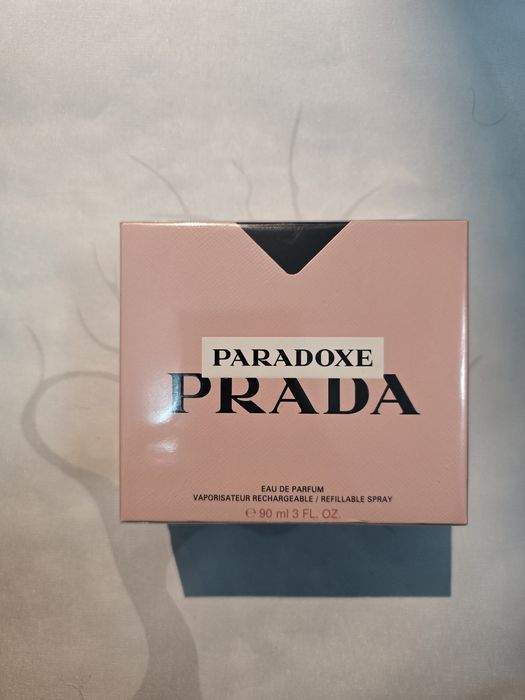 PARADOXE
PRADA
EAU DE PARFUM
VAPORISATEUR RECHARGEABLE / REFILLABLE SPRAY
℮ 90 ml 3 FL. OZ.